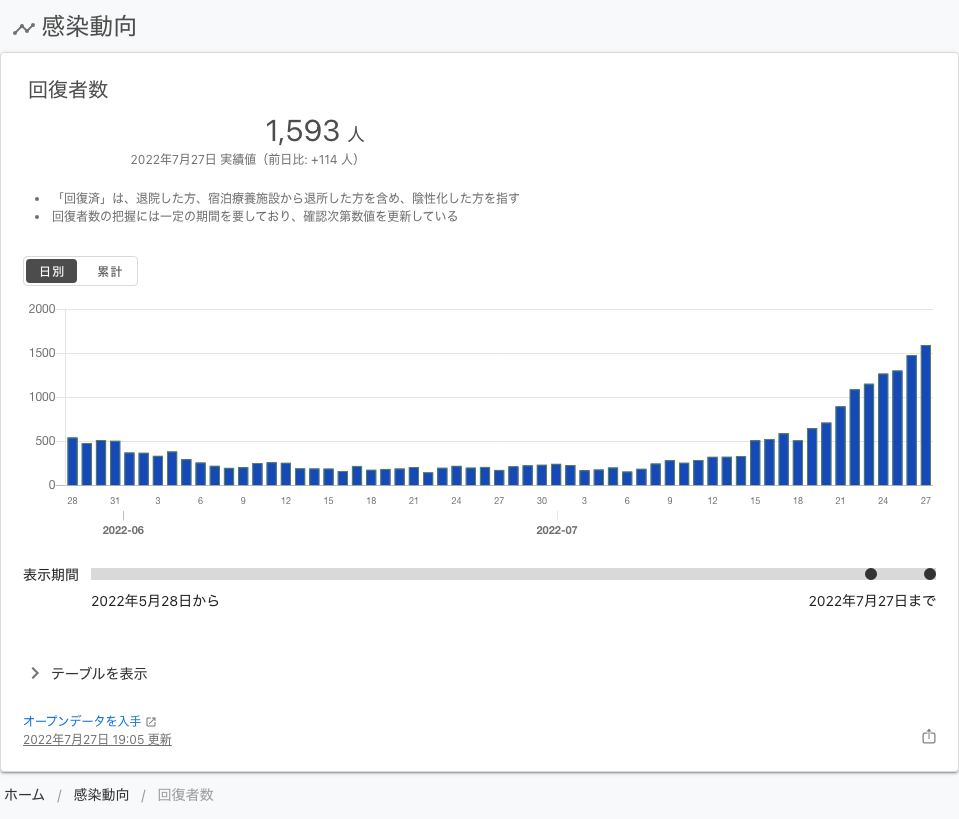 感染動向
回復者数
1,593 人
2022年7月27日 実績値（前日比: +114 人）
「回復済」は、退院した方、宿泊療養施設から退所した方を含め、陰性化した方を指す
回復者数の把握には一定の期間を要しており、確認次第数値を更新している
日別 累計
2000
1500
1000
500
0
28 31 3 6 9 12 15 18 21 24 27 30 3 6 9 12 15 18 21 24 27
2022-06 2022-07
表示期間
2022年5月28日から 2022年7月27日まで
テーブルを表示
オープンデータを入手
2022年7月27日 19:05 更新
ホーム / 感染動向 / 回復者数